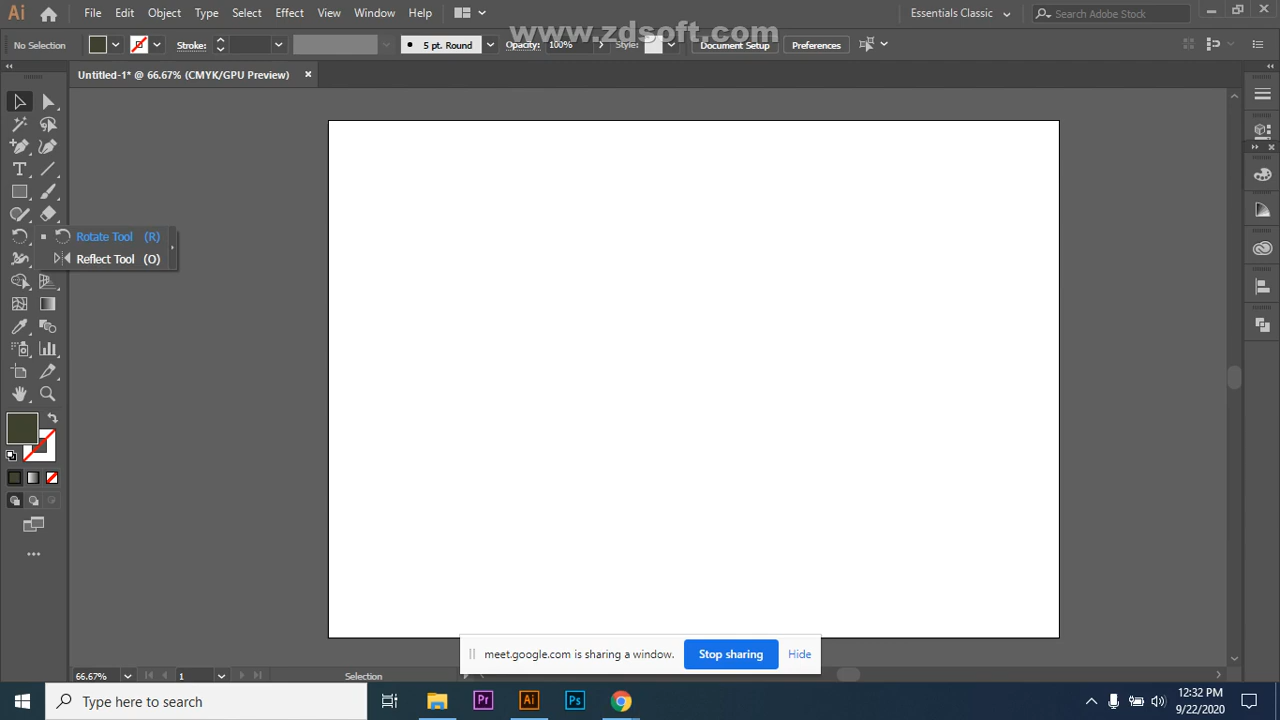 Ai File Edit Object Type Select Effect View Window Help Essentials Classic Search Adobe Stock
www.zdsoft.com
No Selection Stroke: 5 pt. Round Opacity: 100% Style: Document Setup Preferences
Untitled-1* @ 66.67% (CMYK/GPU Preview)
Rotate Tool (R)
Reflect Tool (O)
meet.google.com is sharing a window. Stop sharing Hide
66.67% 1 Selection
Type here to search Pr Ai Ps 12:32 PM
9/22/2020